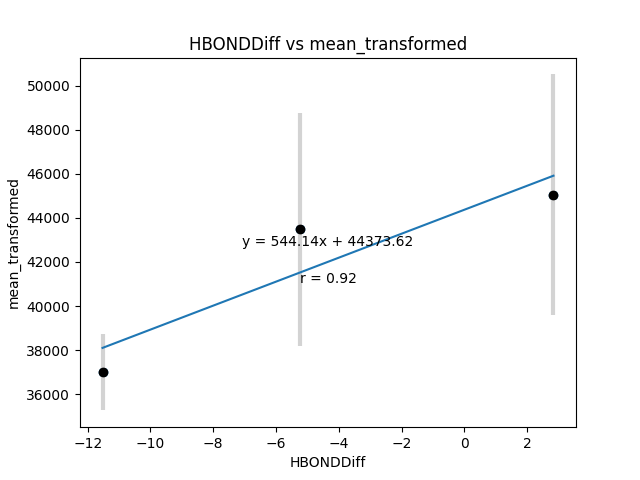 HBONDDiff vs mean_transformed
mean_transformed
50000
48000
46000
44000
42000
40000
38000
36000
y = 544.14x + 44373.62
r = 0.92
−12 −10 −8 −6 −4 −2 0 2
HBONDDiff